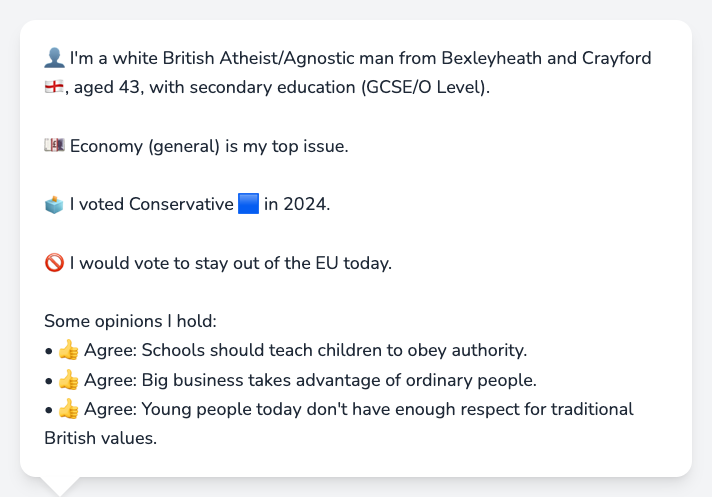 👤 I'm a white British Atheist/Agnostic man from Bexleyheath and Crayford
🏴󠁧󠁢󠁥󠁮󠁧󠁿, aged 43, with secondary education (GCSE/O Level).
💷 Economy (general) is my top issue.
🗳️ I voted Conservative 🟦 in 2024.
🚫 I would vote to stay out of the EU today.
Some opinions I hold:
• 👍 Agree: Schools should teach children to obey authority.
• 👍 Agree: Big business takes advantage of ordinary people.
• 👍 Agree: Young people today don't have enough respect for traditional
British values.